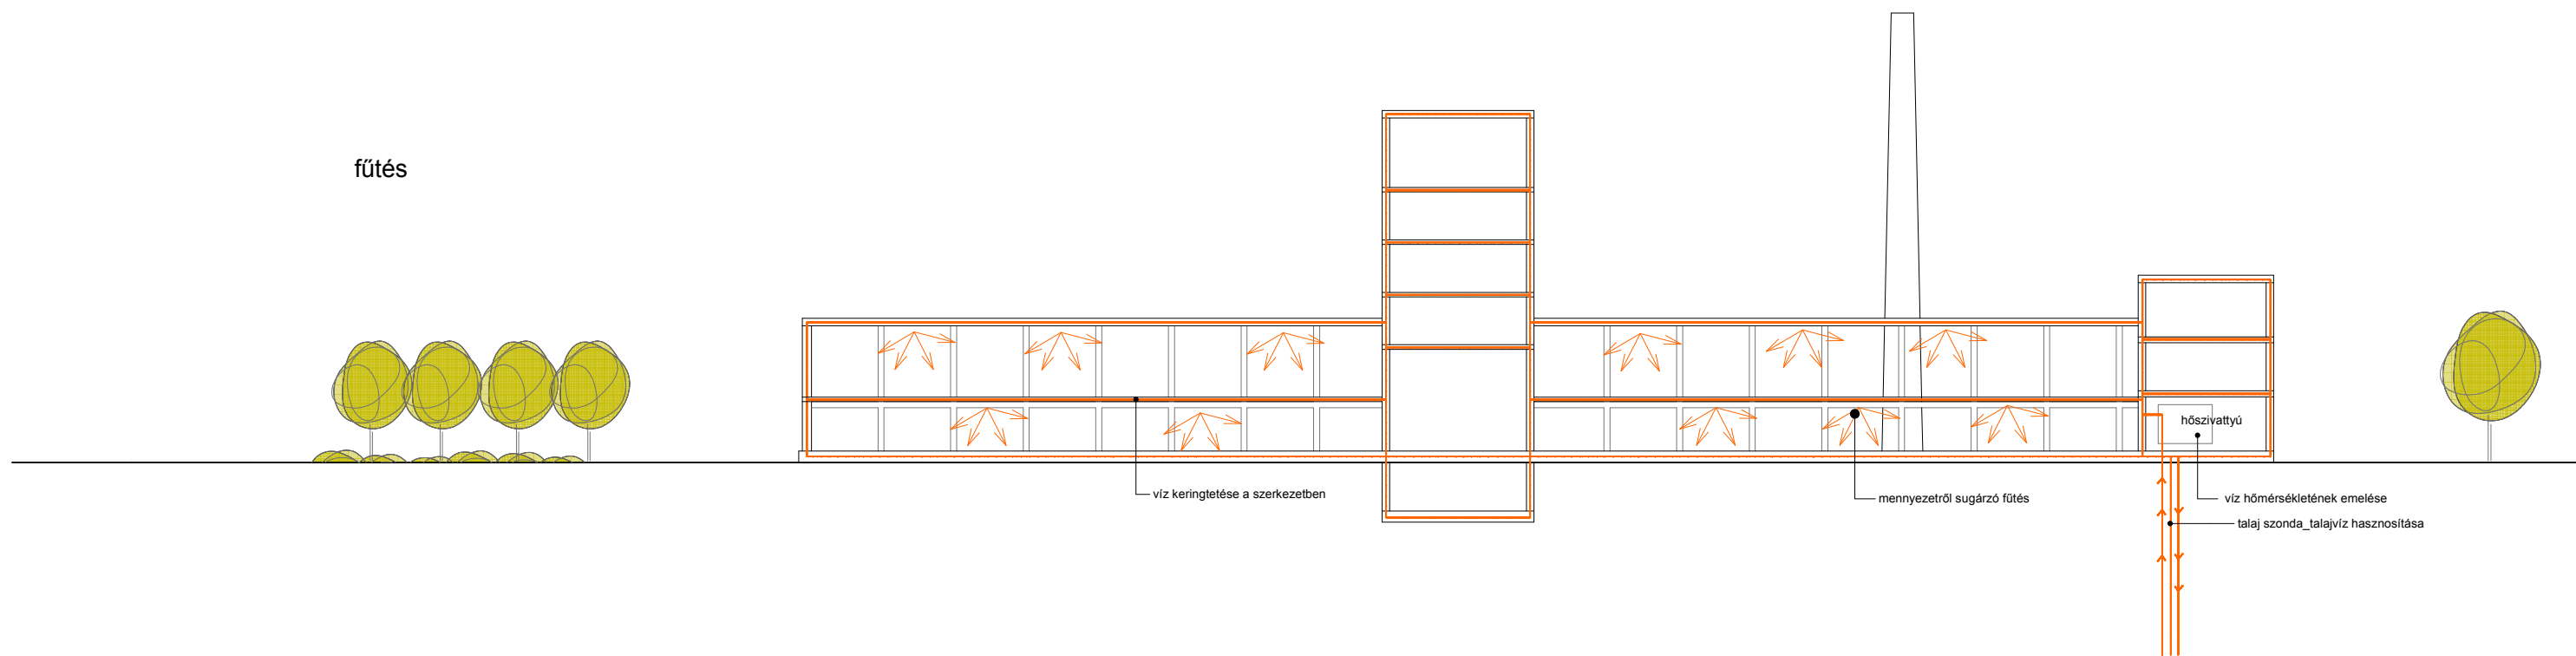 fűtés
hőszivattyú
víz keringtetése a szerkezetben
mennyezetről sugárzó fűtés
víz hőmérsékletének emelése
talaj szonda_talajvíz hasznosítása